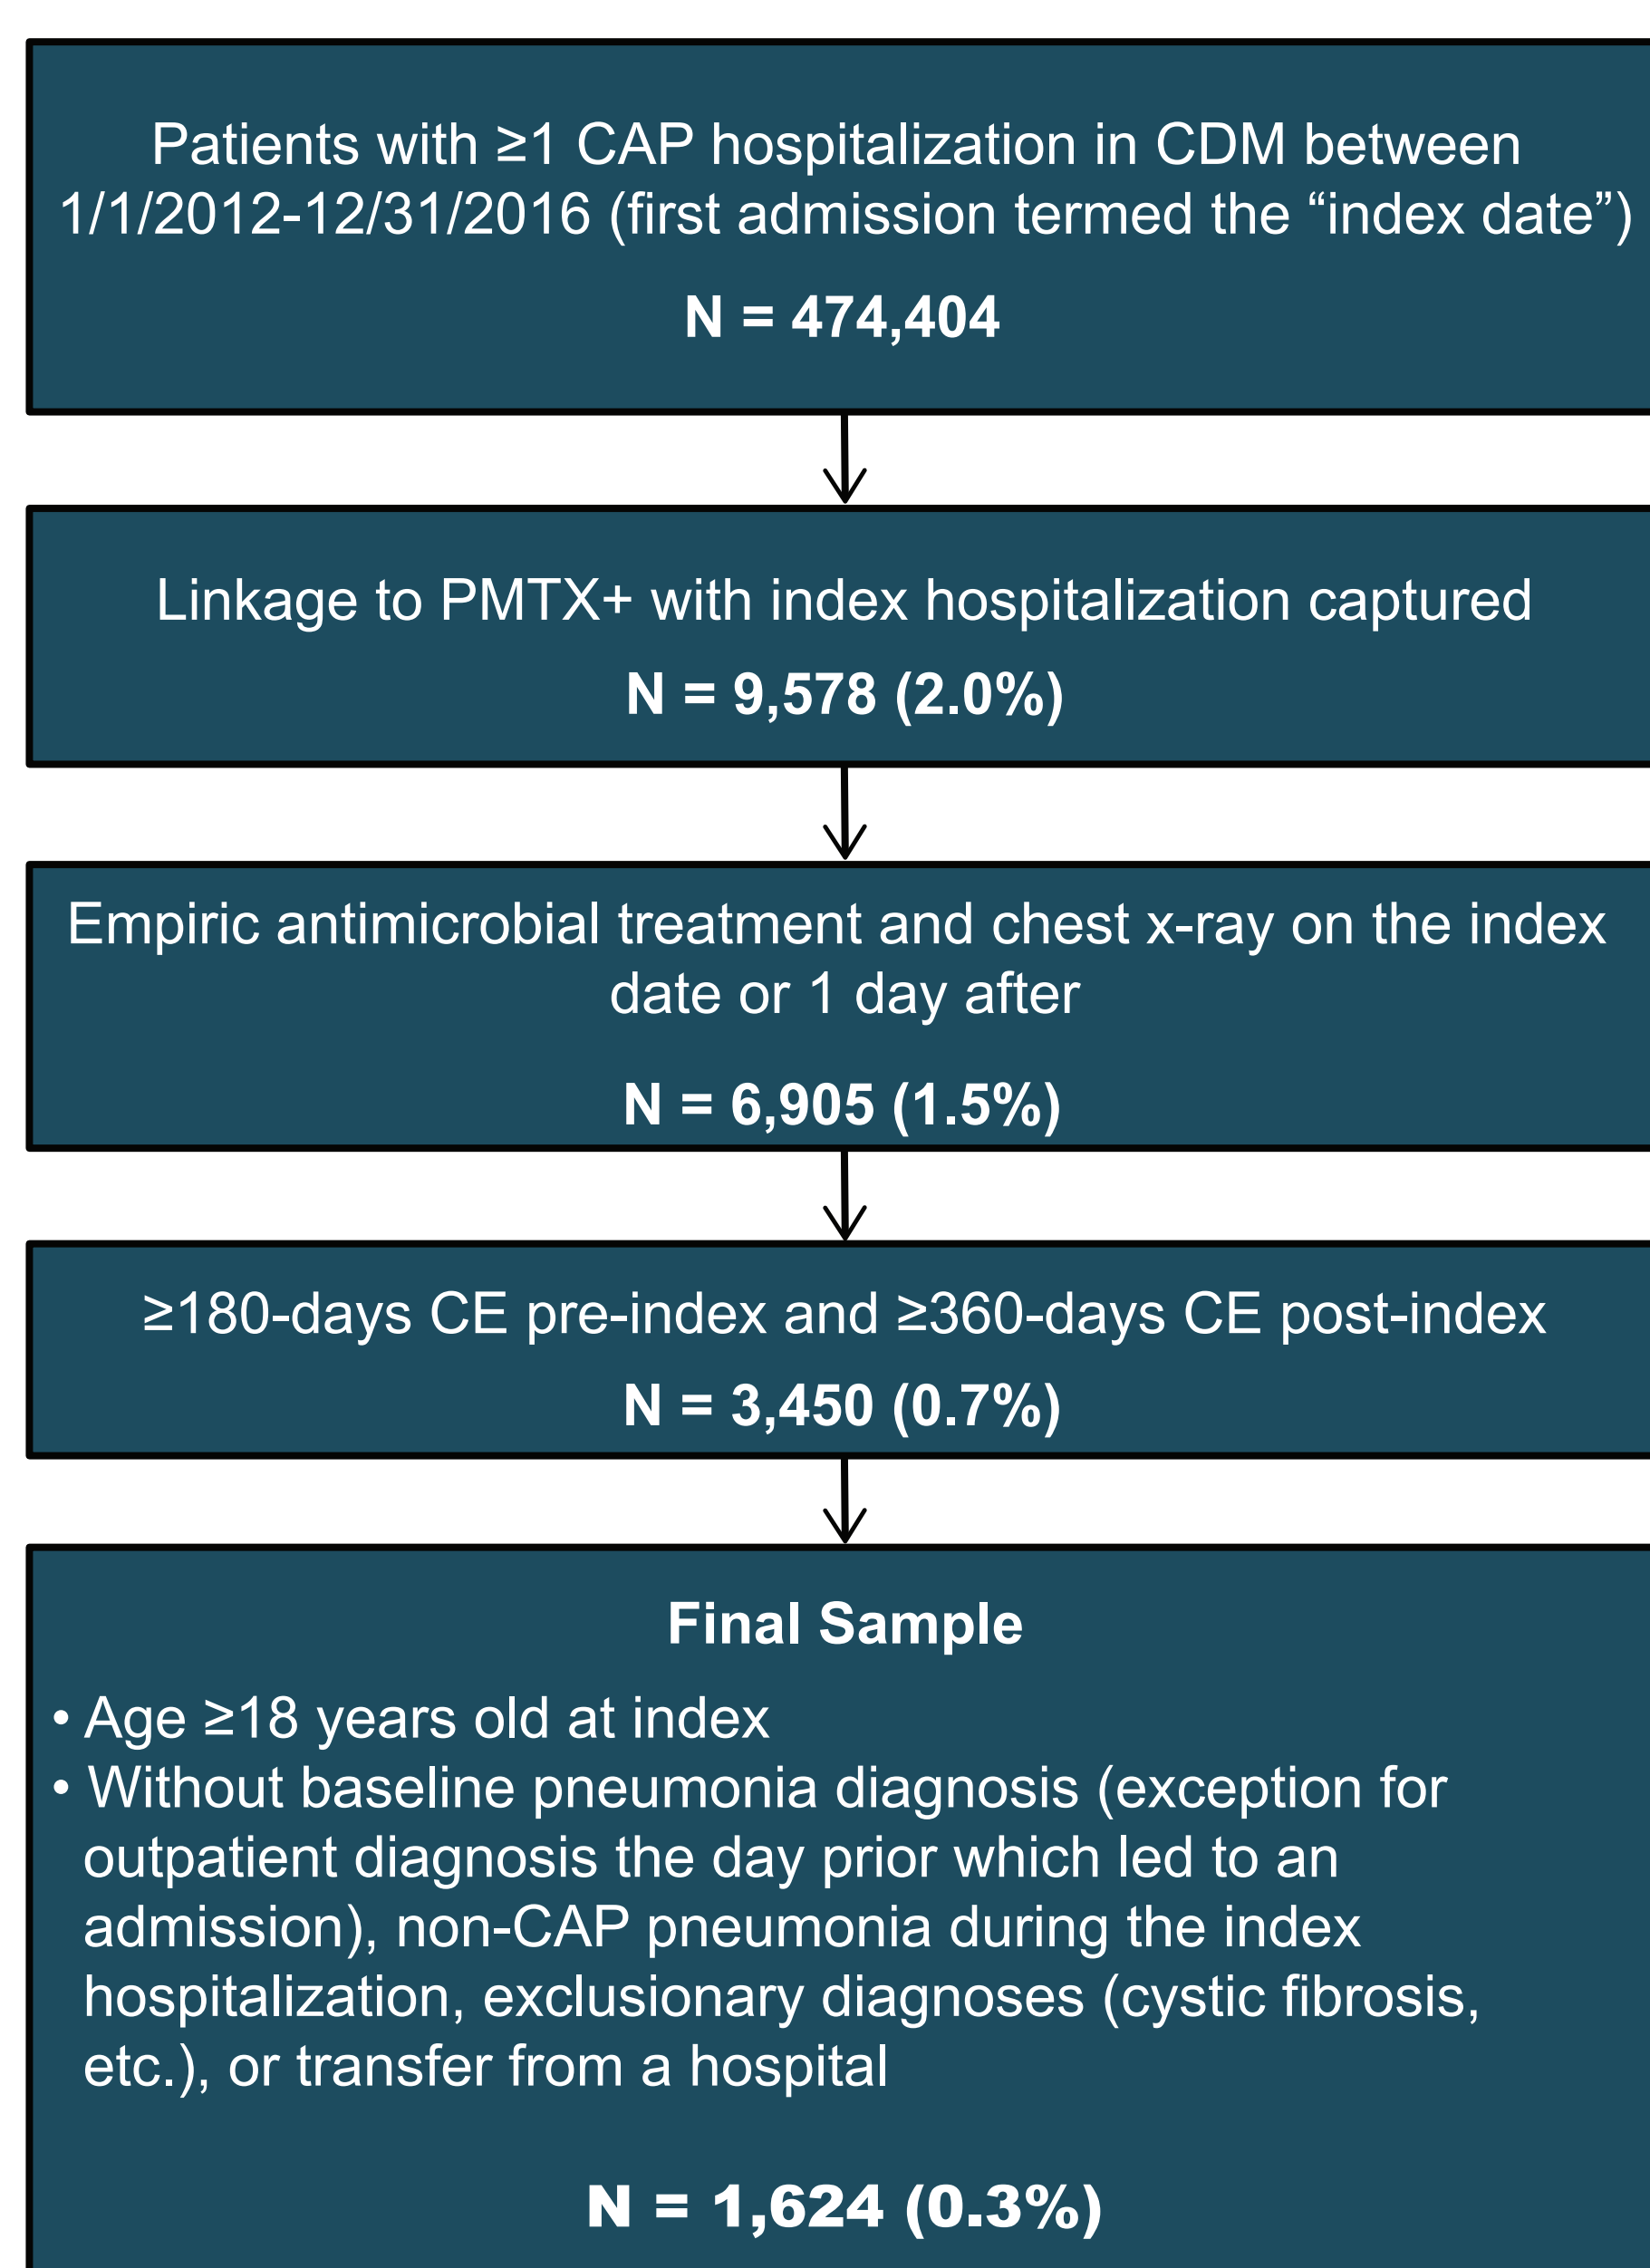 Patients with ≥1 CAP hospitalization in CDM between
1/1/2012-12/31/2016 (first admission termed the “index date”)
N = 474,404
Linkage to PMTX+ with index hospitalization captured
N = 9,578 (2.0%)
Empiric antimicrobial treatment and chest x-ray on the index
date or 1 day after
N = 6,905 (1.5%)
≥180-days CE pre-index and ≥360-days CE post-index
N = 3,450 (0.7%)
Final Sample
• Age ≥18 years old at index
• Without baseline pneumonia diagnosis (exception for
outpatient diagnosis the day prior which led to an
admission), non-CAP pneumonia during the index
hospitalization, exclusionary diagnoses (cystic fibrosis,
etc.), or transfer from a hospital
N = 1,624 (0.3%)